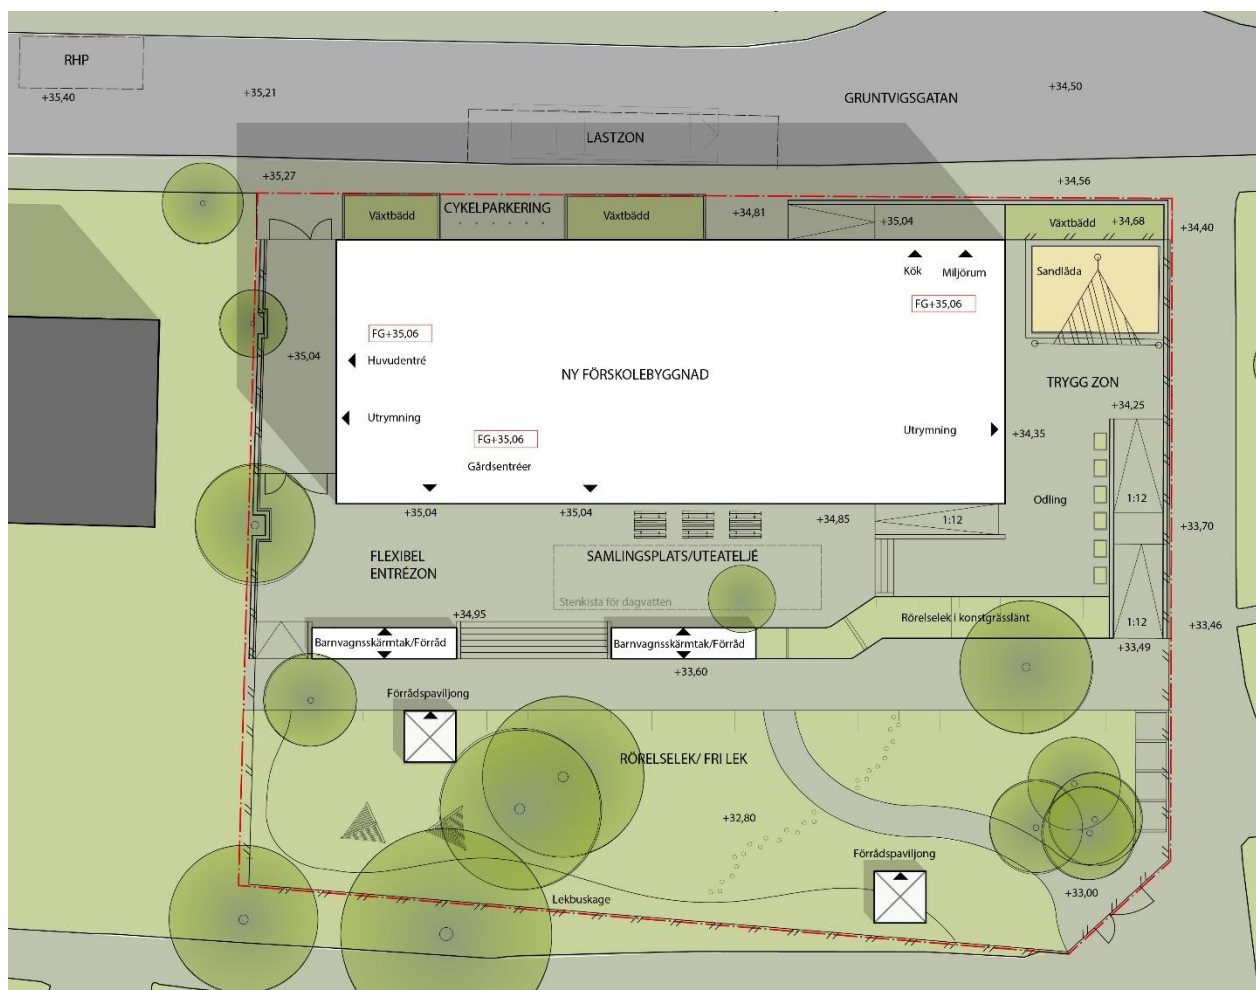 RHP
+35,40
+35,21
GRUNTVIGSGATAN
+34,50
LASTZON
+35,27
+34,56
Växtbädd
CYKELPARKERING
Växtbädd
+34,81
+35,04
Växtbädd
+34,68
+34,40
Kök
Miljörum
Sandlåda
FG+35,06
FG+35,06
+35,04
Huvudentré
NY FÖRSKOLEBYGGNAD
TRYGG ZON
Utrymning
+34,25
FG+35,06
Utrymning
+34,35
Gårdsentréer
Odling
1:12
+35,04
+35,04
+34,85
1:12
+33,70
FLEXIBEL
ENTRÉZON
SAMLINGSPLATS/UTEATELJÉ
Stenkista för dagvatten
+34,95
Rörelselek i konstgrässlänt
1:12
+33,46
Barnvagnsskärmtak/Förråd
Barnvagnsskärmtak/Förråd
+33,49
+33,60
Förrådspaviljong
RÖRELSELEK/ FRI LEK
+32,80
Förrådspaviljong
+33,00
Lekbuskage